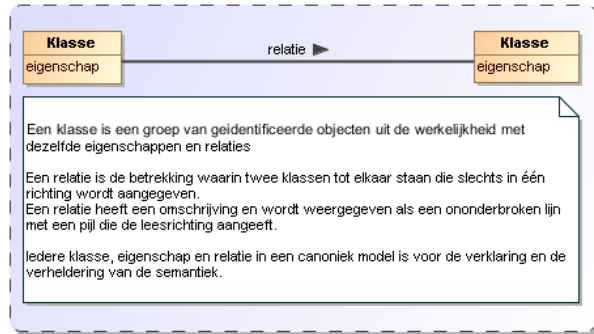 Klasse
eigenschap
relatie
Klasse
eigenschap
Een klasse is een groep van geidentificeerde objecten uit de werkelijkheid met
dezelfde eigenschappen en relaties
Een relatie is de betrekking waarin twee klassen tot elkaar staan die slechts in één
richting wordt aangegeven.
Een relatie heeft een omschrijving en wordt weergegeven als een ononderbroken lijn
met een pijl die de leesrichting aangeeft.
Iedere klasse, eigenschap en relatie in een canoniek model is voor de verklaring en de
verheldering van de semantiek.